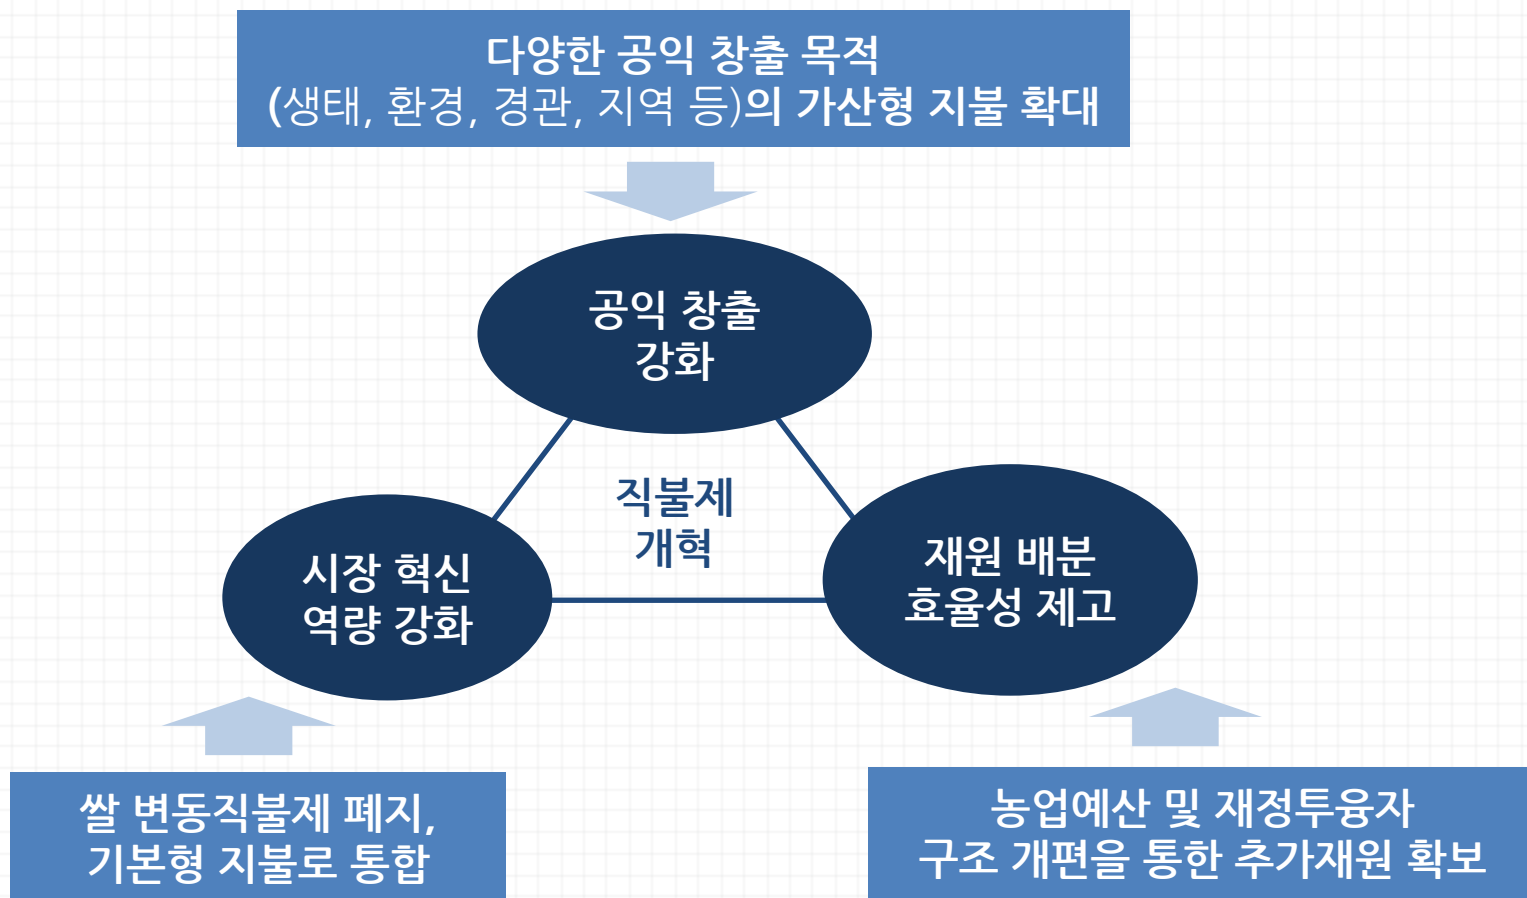 다양한 공익 창출 목적
(생태, 환경, 경관, 지역 등)의 가산형 지불 확대
공익 창출
강화
직불제
개혁
시장 혁신
역량 강화
재원 배분
효율성 제고
쌀 변동직불제 폐지,
기본형 지불로 통합
농업예산 및 재정투융자
구조 개편을 통한 추가재원 확보